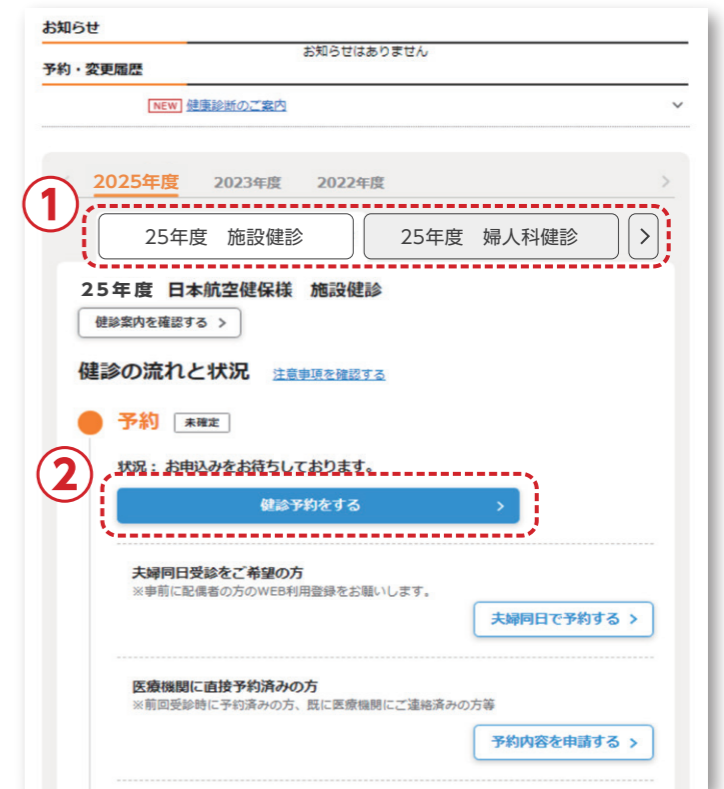 お知らせ
お知らせはありません
予約・変更履歴
NEW 健康診断のご案内
2025年度 2023年度 2022年度 >
①
25年度 施設健診 25年度 婦人科健診 >
25年度 日本航空健保様 施設健診
健診案内を確認する >
健診の流れと状況 注意事項を確認する
予約 未確定
②
状況： お申込みをお待ちしております。
健診予約をする >
夫婦同日受診をご希望の方
※事前に配偶者の方のWEB利用登録をお願いします。
夫婦同日で予約する >
医療機関に直接予約済みの方
※前回受診時に予約済みの方、既に医療機関にご連絡済みの方等
予約内容を申請する >